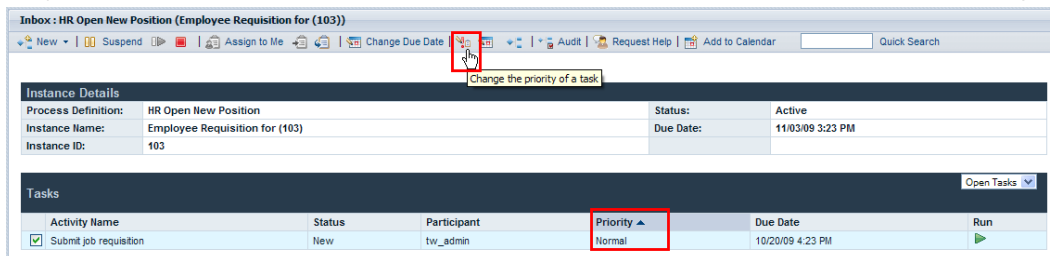 Inbox : HR Open New Position (Employee Requisition for (103))
New Suspend Assign to Me Change Due Date Audit Request Help Add to Calendar Quick Search
Change the priority of a task
Instance Details
Process Definition: HR Open New Position Status: Active
Instance Name: Employee Requisition for (103) Due Date: 11/03/09 3:23 PM
Instance ID: 103
Open Tasks
Tasks
Activity Name Status Participant Priority Due Date Run
Submit job requisition New tw_admin Normal 10/20/09 4:23 PM